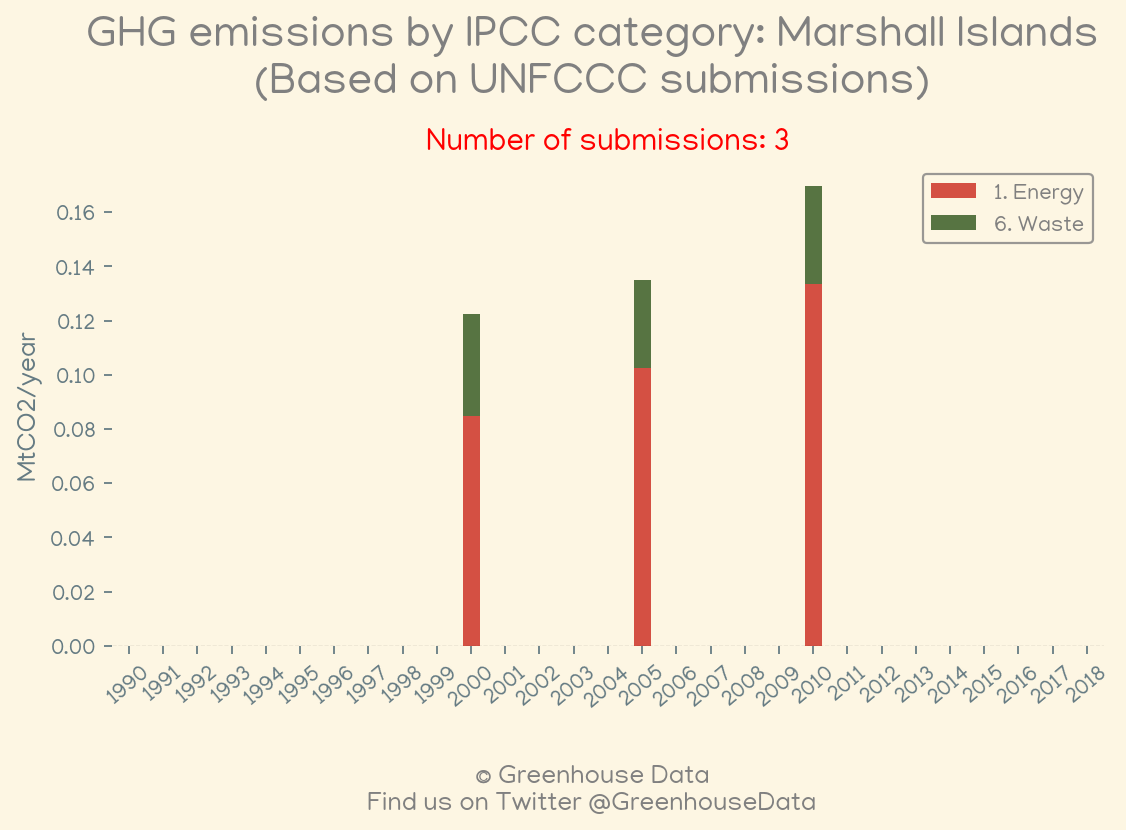 GHG emissions by IPCC category: Marshall Islands
(Based on UNFCCC submissions)
Number of submissions: 3
1. Energy
6. Waste
MtCO2/year
0.16
0.14
0.12
0.10
0.08
0.06
0.04
0.02
0.00
1990 1991 1992 1993 1994 1995 1996 1997 1998 1999 2000 2001 2002 2003 2004 2005 2006 2007 2008 2009 2010 2011 2012 2013 2014 2015 2016 2017 2018
© Greenhouse Data
Find us on Twitter @GreenhouseData